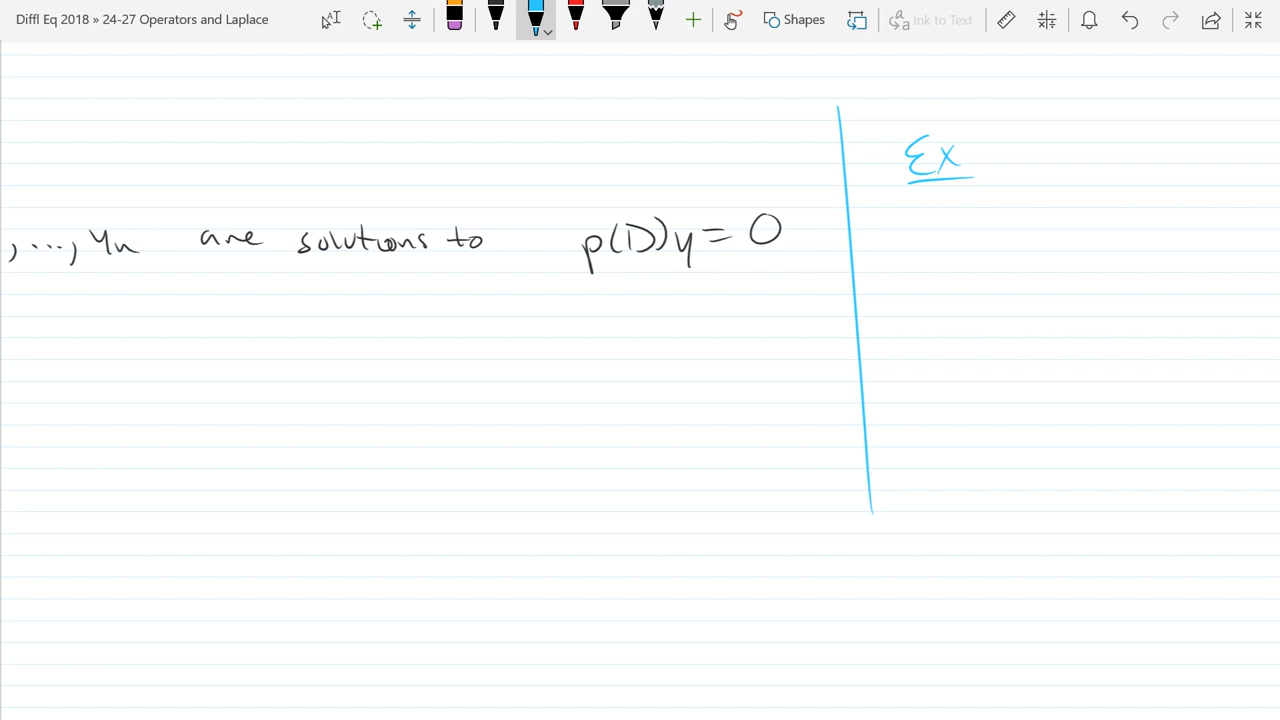 Diffl Eq 2018 » 24-27 Operators and Laplace
Shapes
Ink to Text
Ex
, ..., yn are solutions to p(D)y = 0